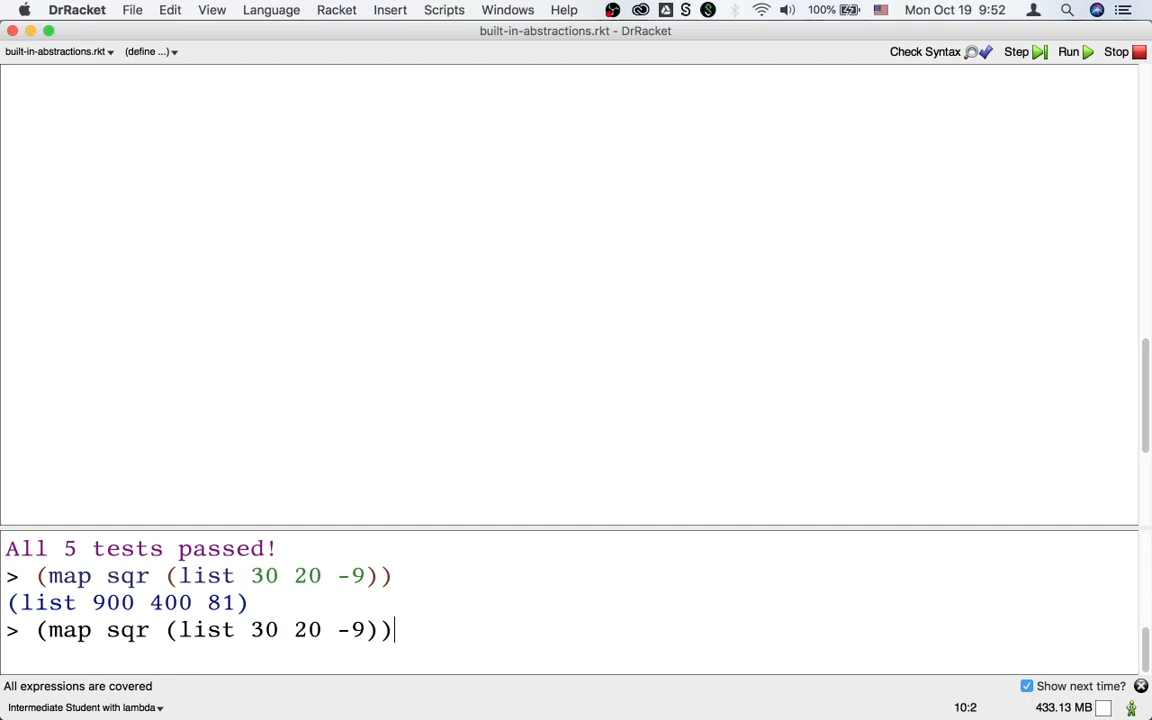 DrRacket File Edit View Language Racket Insert Scripts Windows Help 100% Mon Oct 19 9:52
built-in-abstractions.rkt - DrRacket
built-in-abstractions.rkt (define ...) Check Syntax Step Run Stop
All 5 tests passed!
> (map sqr (list 30 20 -9))
(list 900 400 81)
> (map sqr (list 30 20 -9))
All expressions are covered Show next time?
Intermediate Student with lambda 10:2 433.13 MB